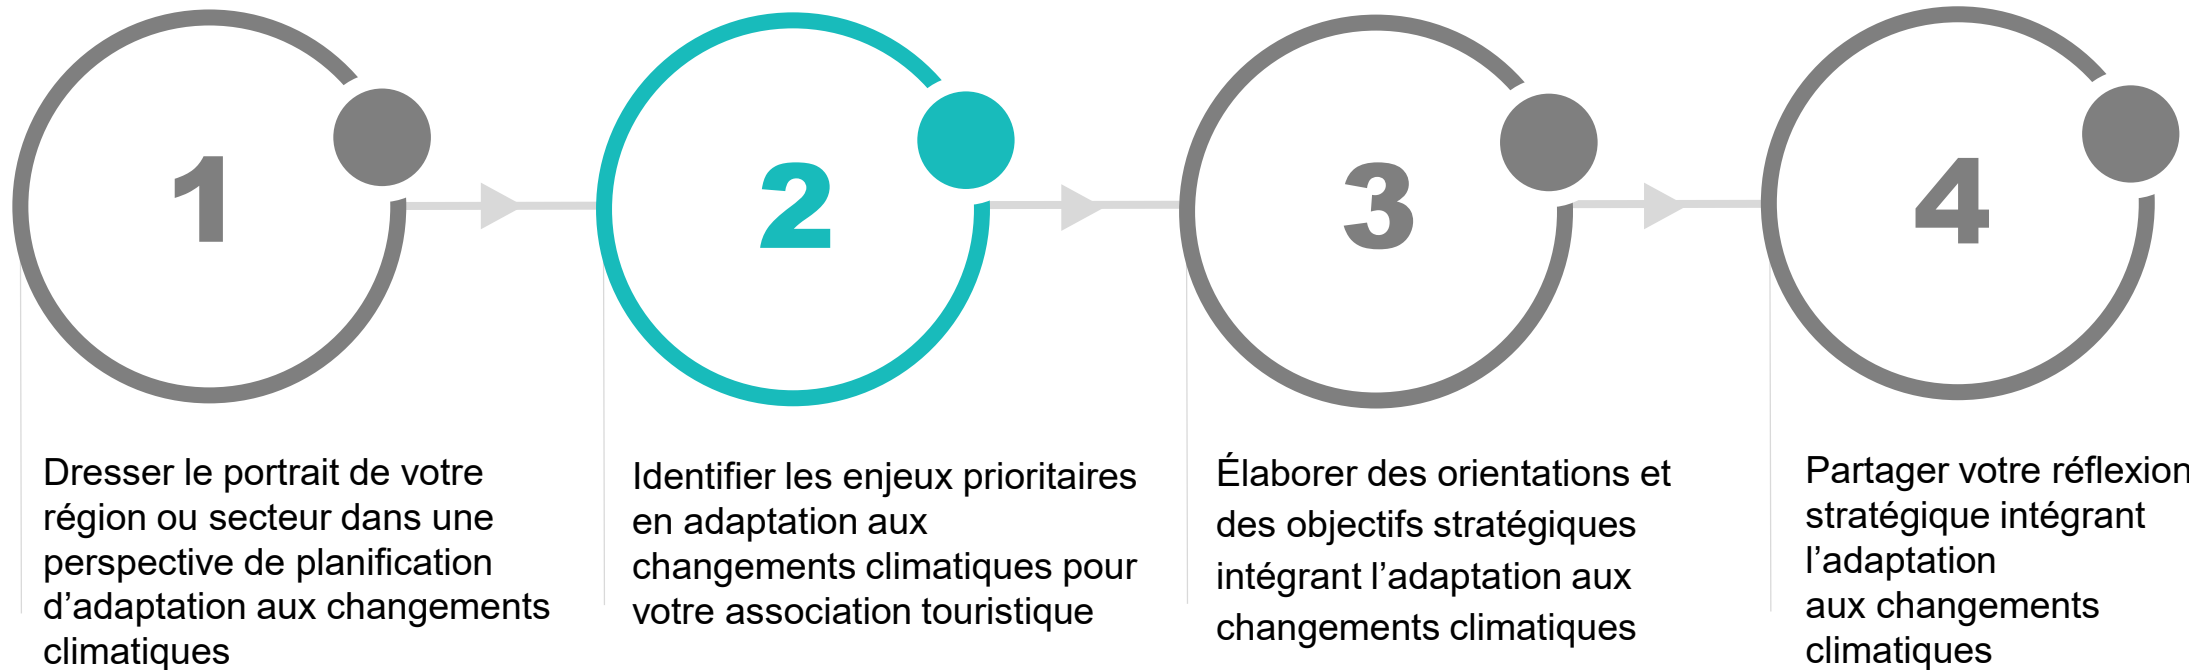 1
Dresser le portrait de votre
région ou secteur dans une
perspective de planification
d’adaptation aux changements
climatiques
2
Identifier les enjeux prioritaires
en adaptation aux
changements climatiques pour
votre association touristique
3
Élaborer des orientations et
des objectifs stratégiques
intégrant l’adaptation aux
changements climatiques
4
Partager votre réflexion
stratégique intégrant
l’adaptation
aux changements
climatiques